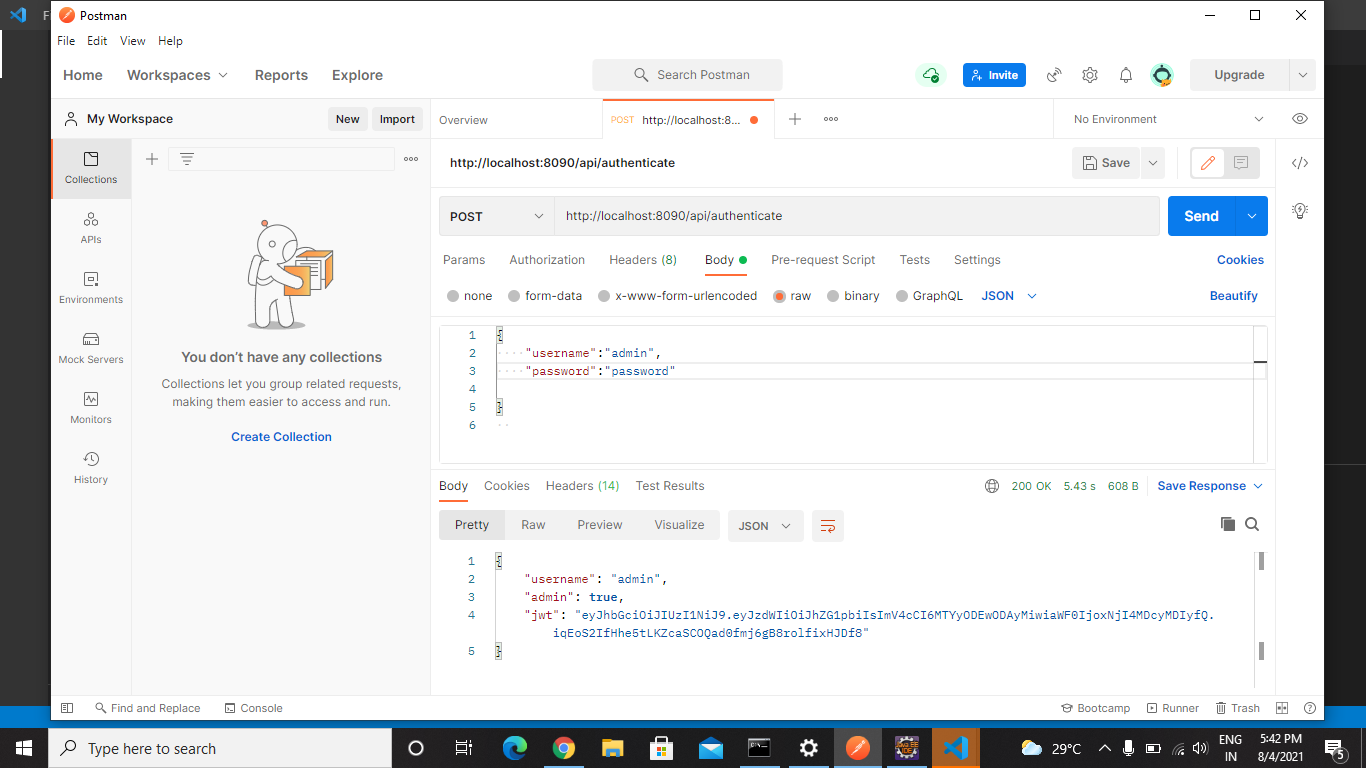 F
Postman
File Edit View Help
Home Workspaces Reports Explore Search Postman Invite Upgrade
My Workspace New Import Overview POST http://localhost:8... No Environment
Collections
APIs
Environments
Mock Servers
Monitors
History
You don't have any collections
Collections let you group related requests,
making them easier to access and run.
Create Collection
http://localhost:8090/api/authenticate Save
POST http://localhost:8090/api/authenticate Send
Params Authorization Headers (8) Body Pre-request Script Tests Settings Cookies
none form-data x-www-form-urlencoded raw binary GraphQL JSON Beautify
1 {
2 "username":"admin",
3 "password":"password"
4
5 }
6
Body Cookies Headers (14) Test Results 200 OK 5.43 s 608 B Save Response
Pretty Raw Preview Visualize JSON
1 {
2 "username": "admin",
3 "admin": true,
4 "jwt": "eyJhbGciOiJIUzI1NiJ9.eyJzdWIiOiJhZG1pbiIsImV4cCI6MTYyODEwODAyMiwiaWF0IjoxNjI4MDcyMDIyfQ.
iqEoS2IfHhe5tLKZcaSCOQad0fmj6gB8rolfixHJDf8"
5 }
Find and Replace Console Bootcamp Runner Trash
Type here to search 29°C ENG 5:42 PM
IN 8/4/2021 5